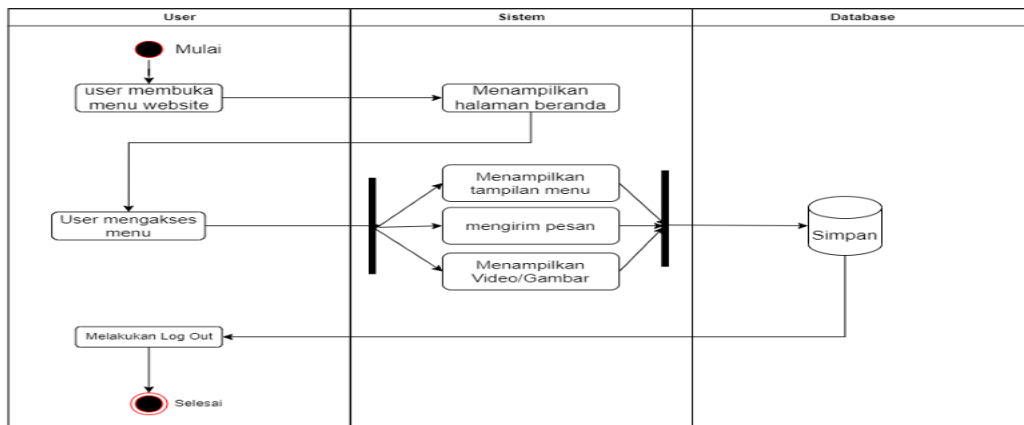 User
Sistem
Database
Mulai
user membuka
menu website
Menampilkan
halaman beranda
Menampilkan
tampilan menu
User mengakses
menu
mengirim pesan
Simpan
Menampilkan
Video/Gambar
Melakukan Log Out
Selesai